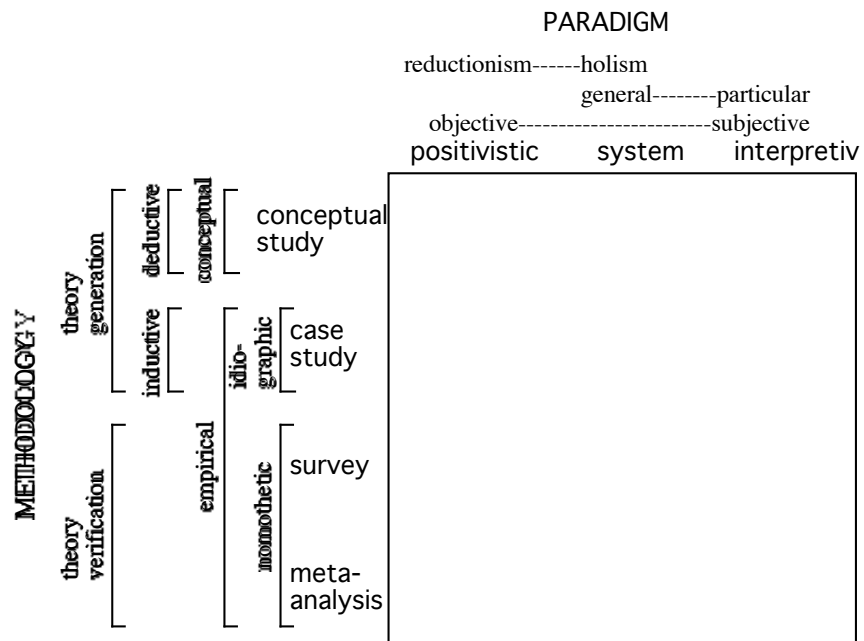 PARADIGM
reductionism------holism
general--------particular
objective------------------------subjective
positivistic system interpretiv
METHODOLOGY
theory
generation
deductive
conceptual
conceptual
study
inductive
idio-
graphic
case
study
theory
verification
empirical
nomothetic
survey
meta-
analysis